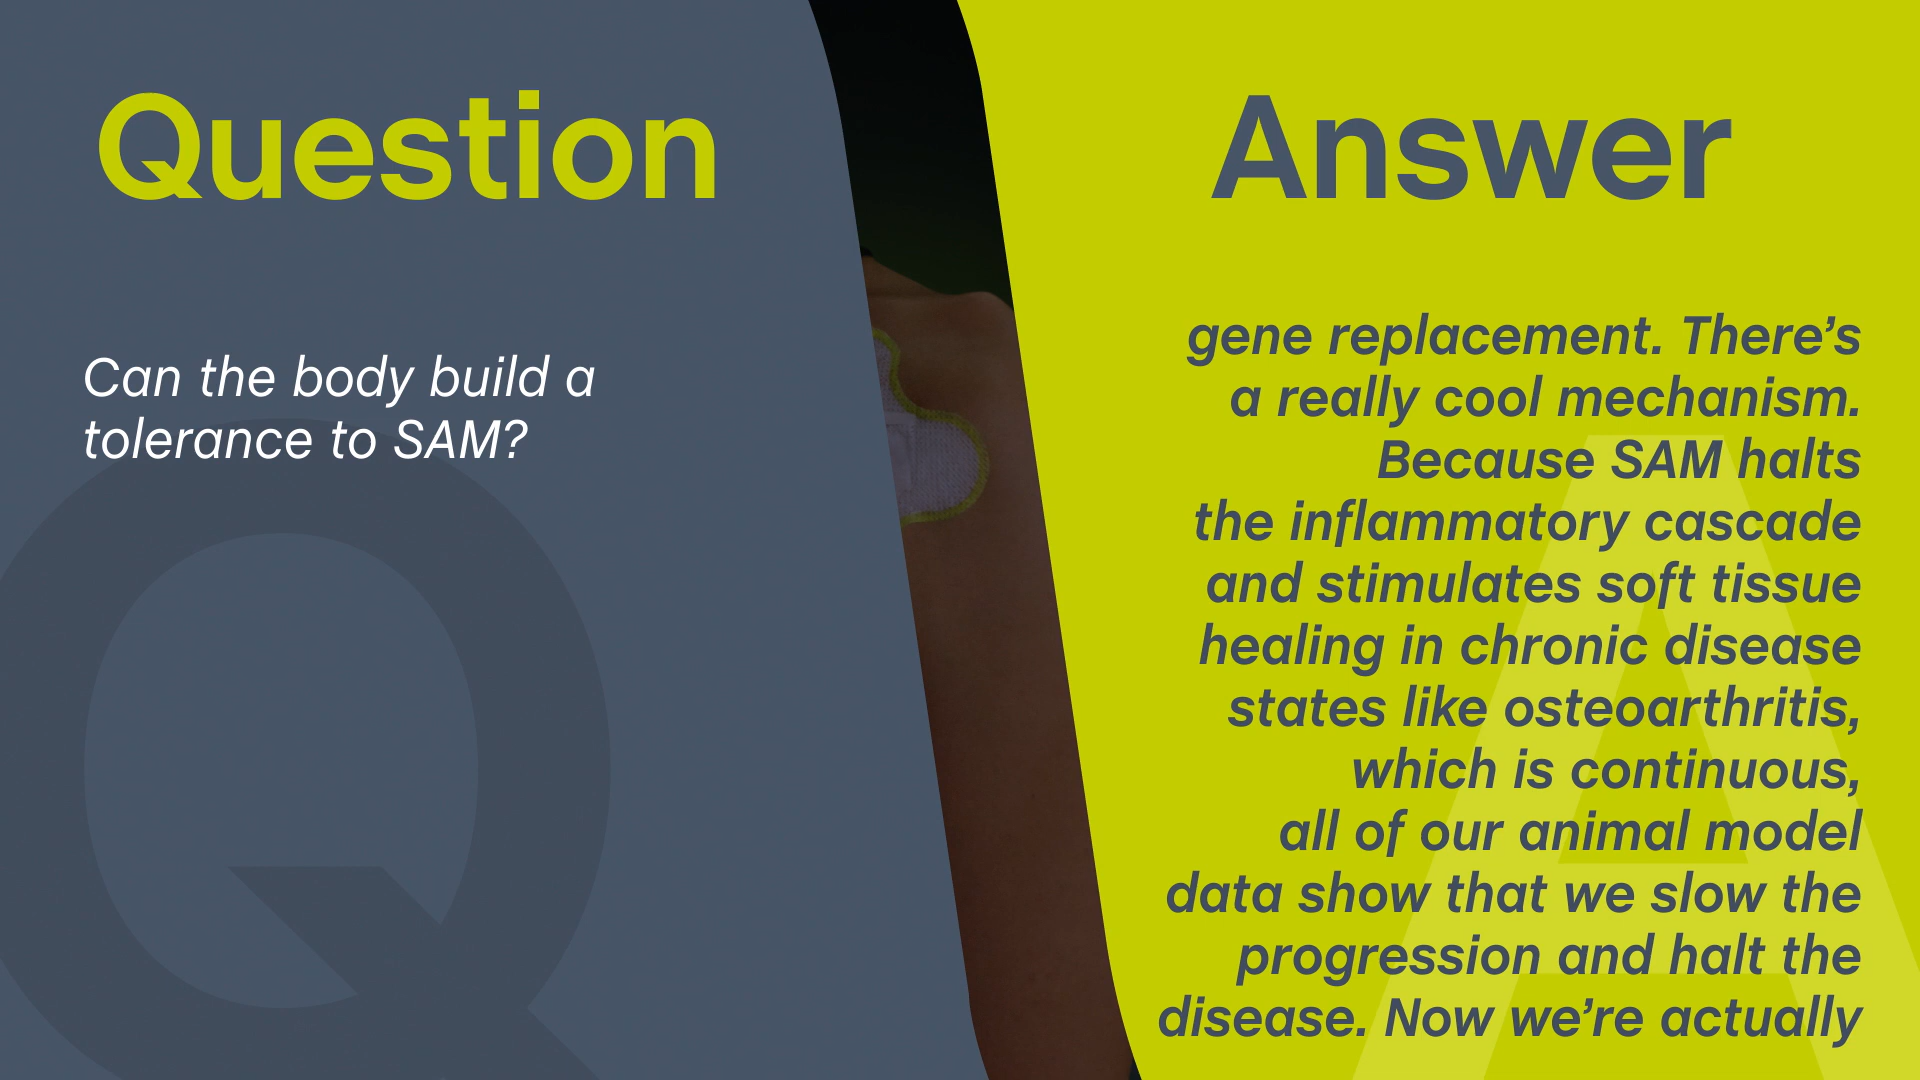 Question
Can the body build a
tolerance to SAM?
Answer
gene replacement. There’s
a really cool mechanism.
Because SAM halts
the inflammatory cascade
and stimulates soft tissue
healing in chronic disease
states like osteoarthritis,
which is continuous,
all of our animal model
data show that we slow the
progression and halt the
disease. Now we’re actually